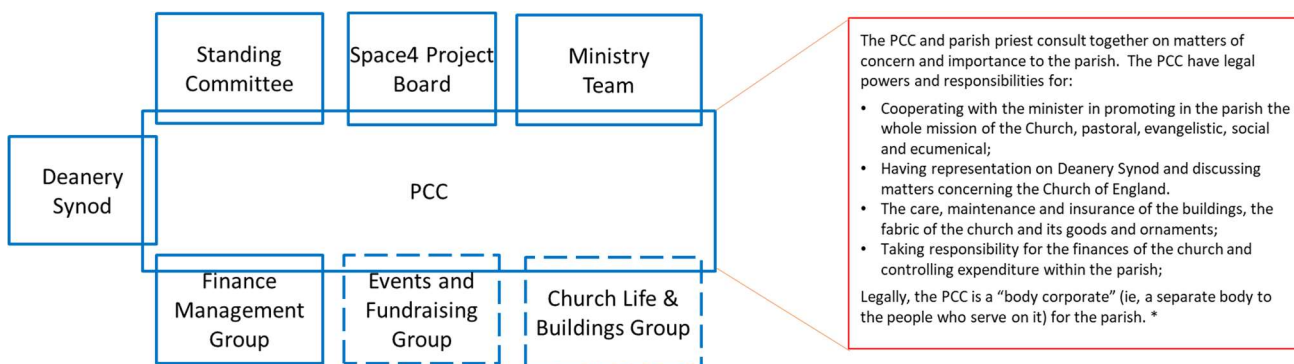 Standing
Committee
Space4 Project
Board
Ministry
Team
Deanery
Synod
PCC
Finance
Management
Group
Events and
Fundraising
Group
Church Life &
Buildings Group
The PCC and parish priest consult together on matters of
concern and importance to the parish.  The PCC have legal
powers and responsibilities for:
• Cooperating with the minister in promoting in the parish the
whole mission of the Church, pastoral, evangelistic, social
and ecumenical;
• Having representation on Deanery Synod and discussing
matters concerning the Church of England.
• The care, maintenance and insurance of the buildings, the
fabric of the church and its goods and ornaments;
• Taking responsibility for the finances of the church and
controlling expenditure within the parish;
Legally, the PCC is a “body corporate” (ie, a separate body to
the people who serve on it) for the parish. *